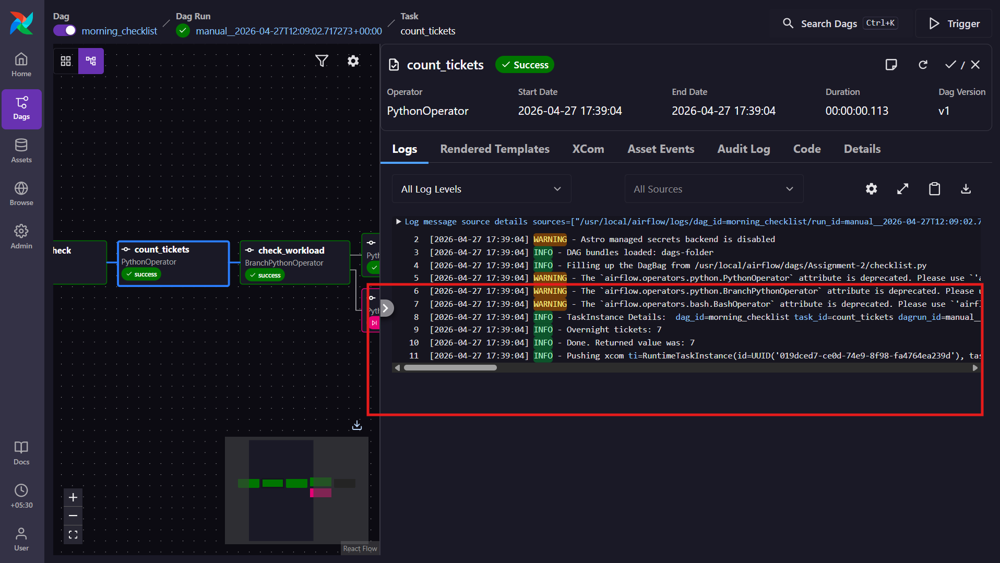 Dag
morning_checklist
Dag Run
manual__2026-04-27T12:09:02.717273+00:00
Task
count_tickets
Search Dags Ctrl+K
Trigger
Home
Dags
Assets
Browse
Admin
Docs
+05:30
User
heck
count_tickets
PythonOperator
success
check_workload
BranchPythonOperator
success
Pyth
Pyth
React Flow
count_tickets
Success
Operator
PythonOperator
Start Date
2026-04-27 17:39:04
End Date
2026-04-27 17:39:04
Duration
00:00:00.113
Dag Version
v1
Logs Rendered Templates XCom Asset Events Audit Log Code Details
All Log Levels
All Sources
Log message source details sources=["/usr/local/airflow/logs/dag_id=morning_checklist/run_id=manual__2026-04-27T12:09:02.7
2 [2026-04-27 17:39:04] WARNING - Astro managed secrets backend is disabled
3 [2026-04-27 17:39:04] INFO - DAG bundles loaded: dags-folder
4 [2026-04-27 17:39:04] INFO - Filling up the DagBag from /usr/local/airflow/dags/Assignment-2/checklist.py
5 [2026-04-27 17:39:04] WARNING - The `airflow.operators.python.PythonOperator` attribute is deprecated. Please use `'a
6 [2026-04-27 17:39:04] WARNING - The `airflow.operators.python.BranchPythonOperator` attribute is deprecated. Please u
7 [2026-04-27 17:39:04] WARNING - The `airflow.operators.bash.BashOperator` attribute is deprecated. Please use `'airfl
8 [2026-04-27 17:39:04] INFO - TaskInstance Details: dag_id=morning_checklist task_id=count_tickets dagrun_id=manual__
9 [2026-04-27 17:39:04] INFO - Overnight tickets: 7
10 [2026-04-27 17:39:04] INFO - Done. Returned value was: 7
11 [2026-04-27 17:39:04] INFO - Pushing xcom ti=RuntimeTaskInstance(id=UUID('019dced7-ce0d-74e9-8f98-fa4764ea239d'), tas